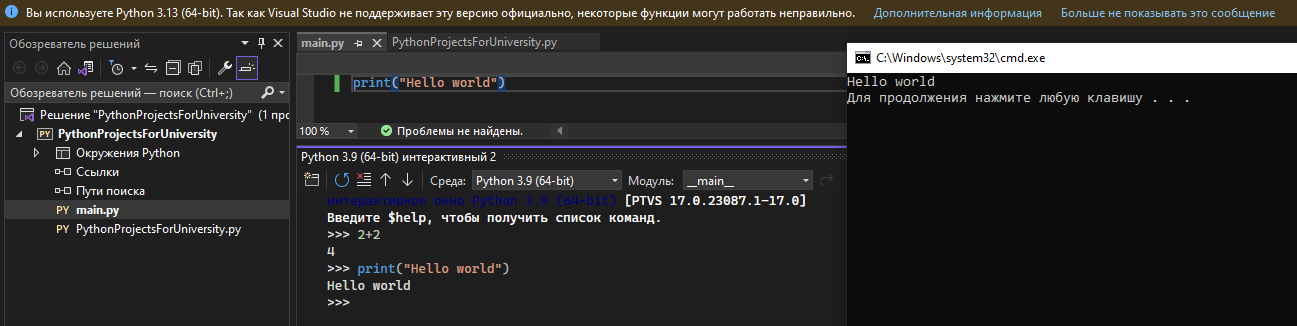 Вы используете Python 3.13 (64-bit). Так как Visual Studio не поддерживает эту версию официально, некоторые функции могут работать неправильно. Дополнительная информация Больше не показывать это сообщение
Обозреватель решений
Обозреватель решений — поиск (Ctrl+;)
Решение "PythonProjectsForUniversity" (1 про
PY PythonProjectsForUniversity
Окружения Python
Ссылки
Пути поиска
PY main.py
PY PythonProjectsForUniversity.py
main.py PythonProjectsForUniversity.py
print("Hello world")
100 % Проблемы не найдены.
Python 3.9 (64-bit) интерактивный 2
Среда: Python 3.9 (64-bit) Модуль: __main__
интерактивное окно Python 3.9 (64-bit) [PTVS 17.0.23087.1-17.0]
Введите $help, чтобы получить список команд.
>>> 2+2
4
>>> print("Hello world")
Hello world
>>>
C:\Windows\system32\cmd.exe
Hello world
Для продолжения нажмите любую клавишу . . .